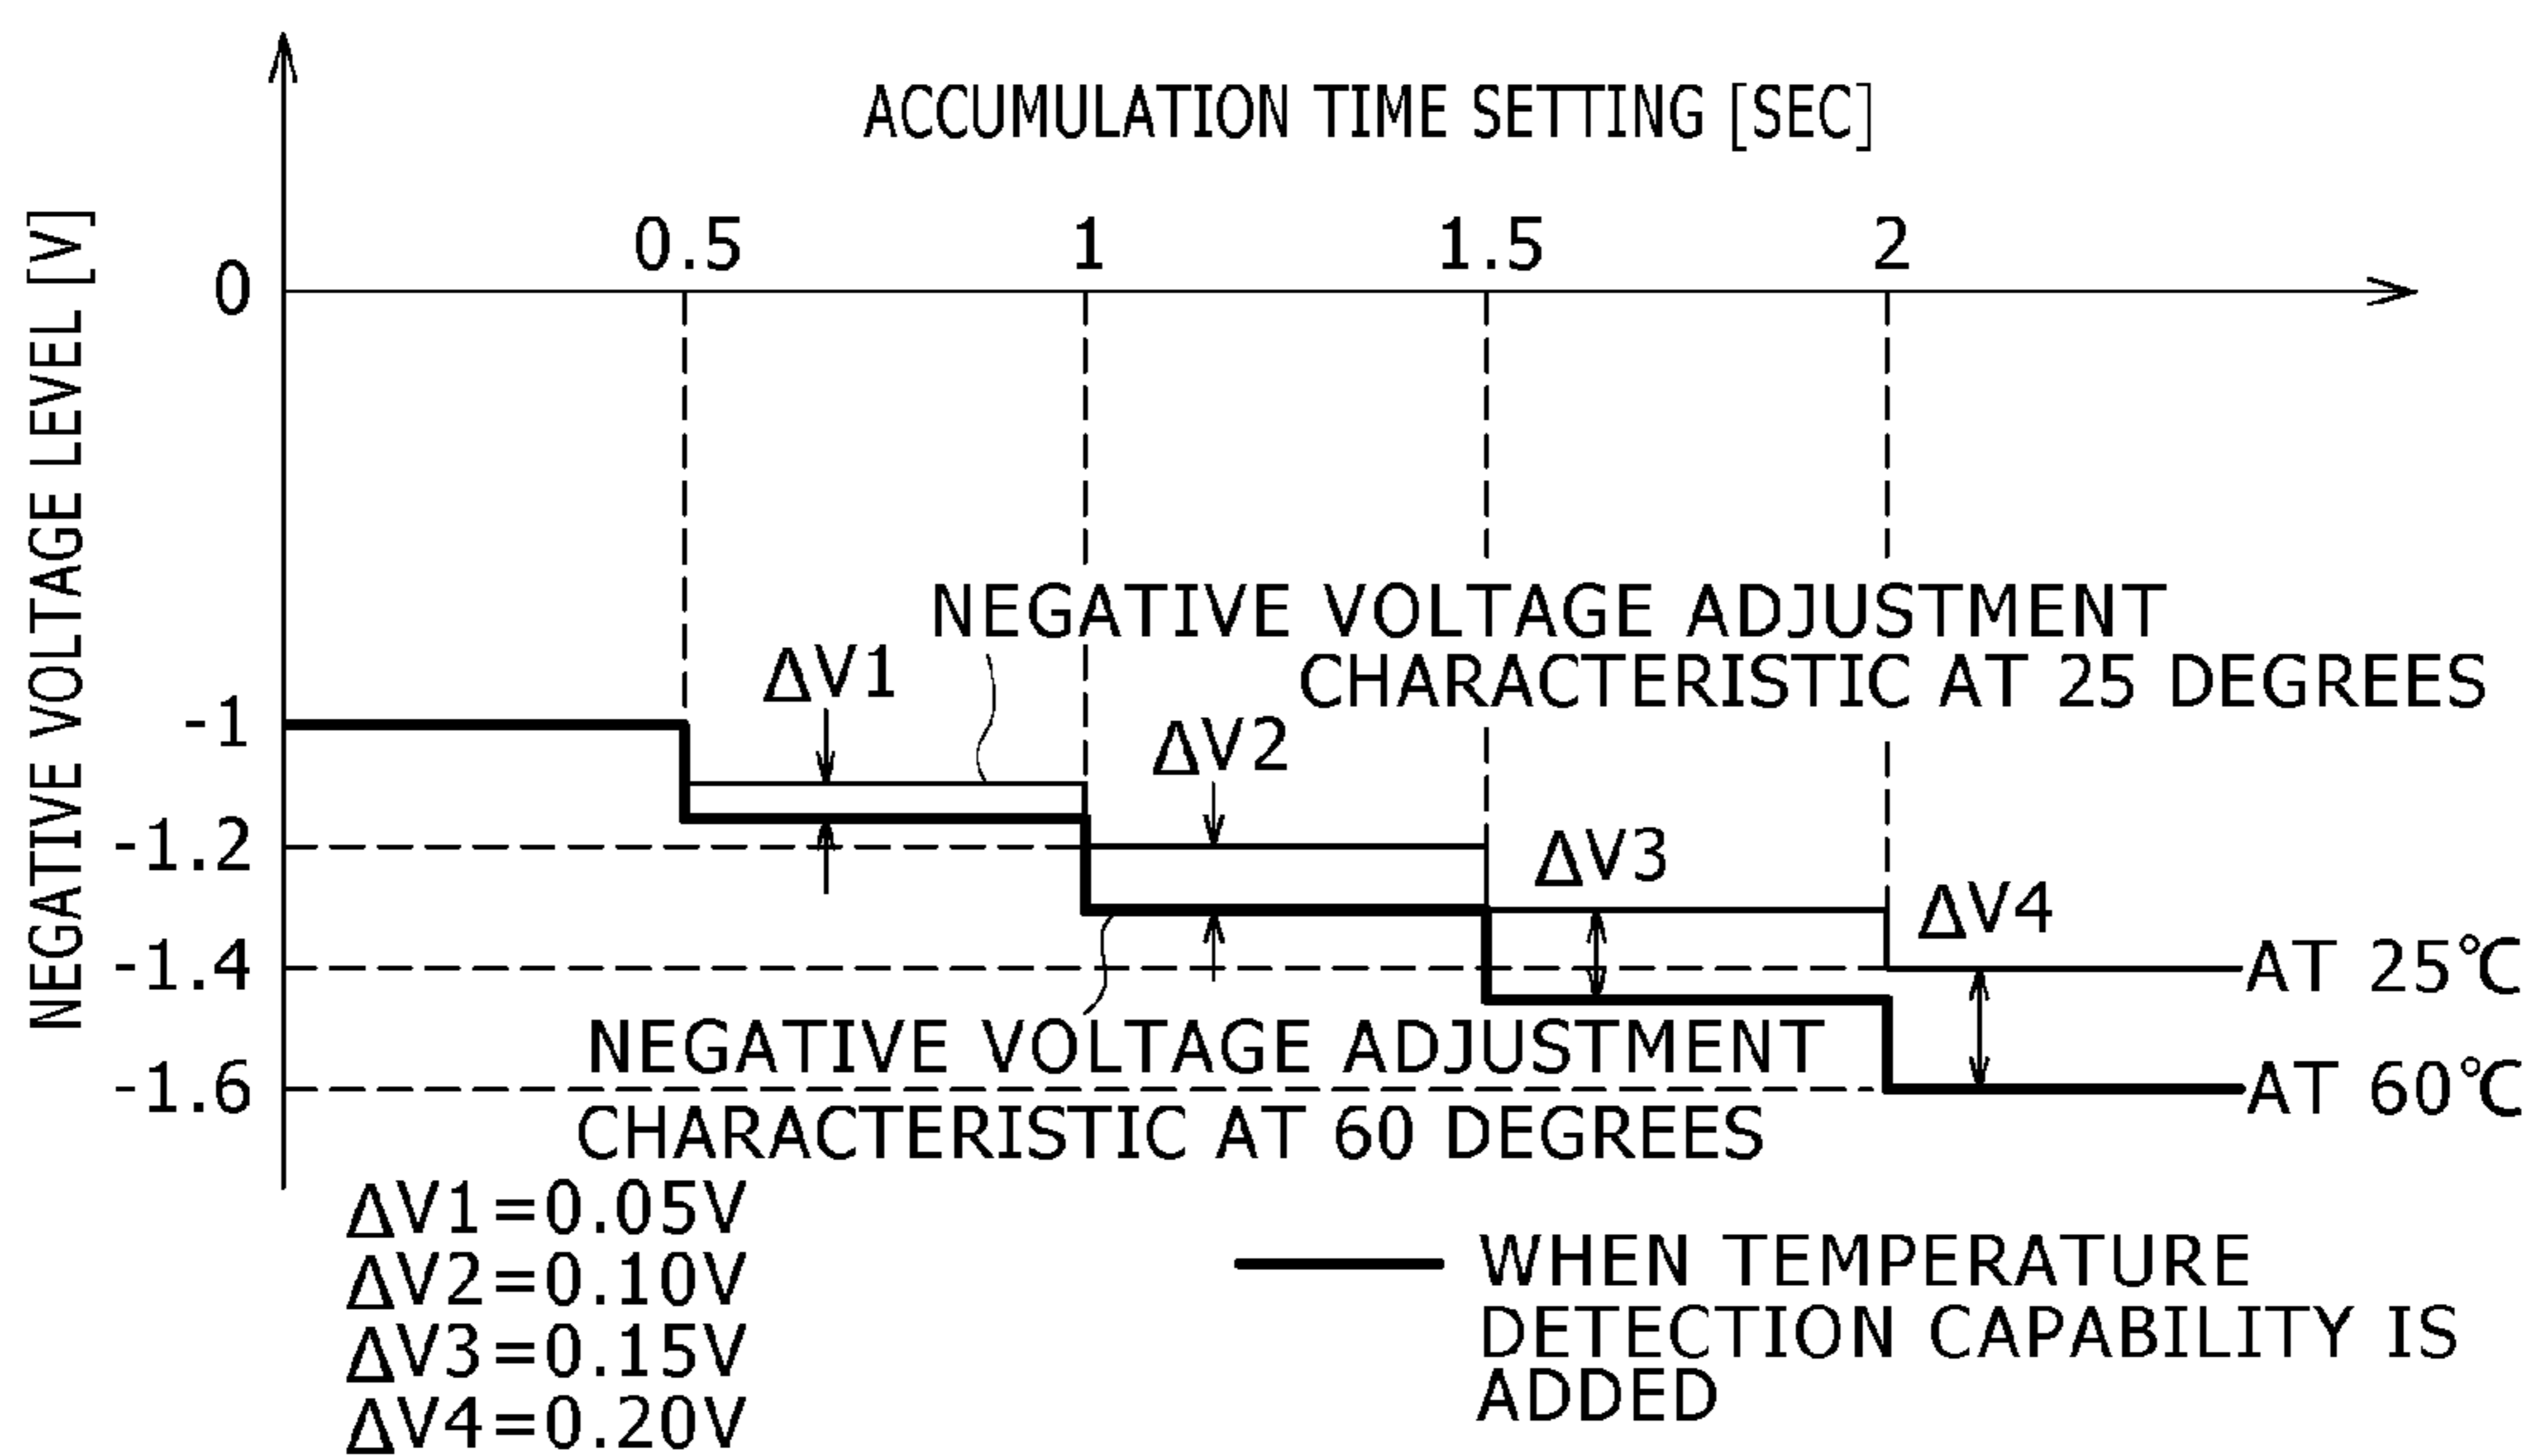 ACCUMULATION TIME SETTING [SEC]
0.5 1 1.5 2
NEGATIVE VOLTAGE LEVEL [V]
0
NEGATIVE VOLTAGE ADJUSTMENT
CHARACTERISTIC AT 25 DEGREES
ΔV1
-1
ΔV2
-1.2
ΔV3
ΔV4
-1.4
AT 25℃
NEGATIVE VOLTAGE ADJUSTMENT
-1.6
AT 60℃
CHARACTERISTIC AT 60 DEGREES
ΔV1=0.05V
ΔV2=0.10V
ΔV3=0.15V
ΔV4=0.20V
WHEN TEMPERATURE
DETECTION CAPABILITY IS
ADDED